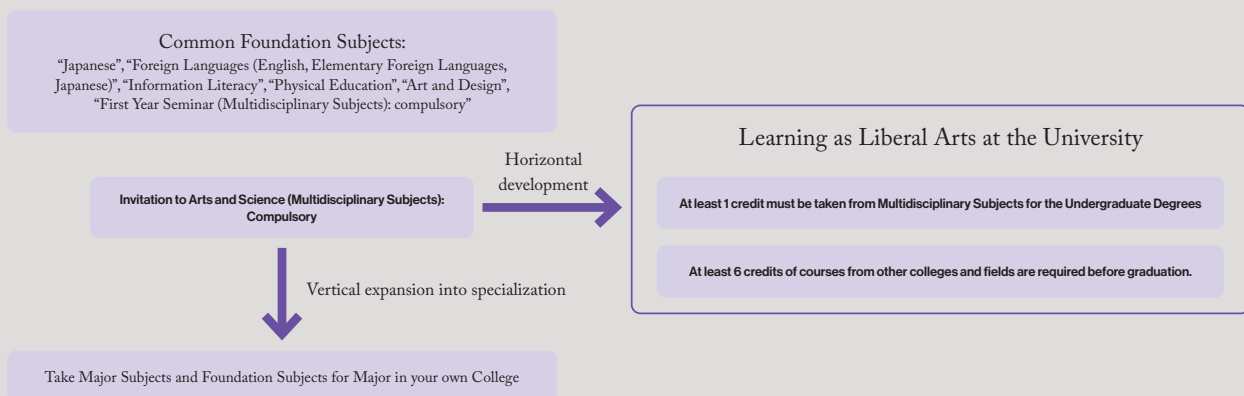 Common Foundation Subjects:
“Japanese”, “Foreign Languages (English, Elementary Foreign Languages,
Japanese)”, “Information Literacy”, “Physical Education”, “Art and Design”,
“First Year Seminar (Multidisciplinary Subjects): compulsory”
Invitation to Arts and Science (Multidisciplinary Subjects):
Compulsory
Horizontal
development
Learning as Liberal Arts at the University
At least 1 credit must be taken from Multidisciplinary Subjects for the Undergraduate Degrees
At least 6 credits of courses from other colleges and fields are required before graduation.
Vertical expansion into specialization
Take Major Subjects and Foundation Subjects for Major in your own College